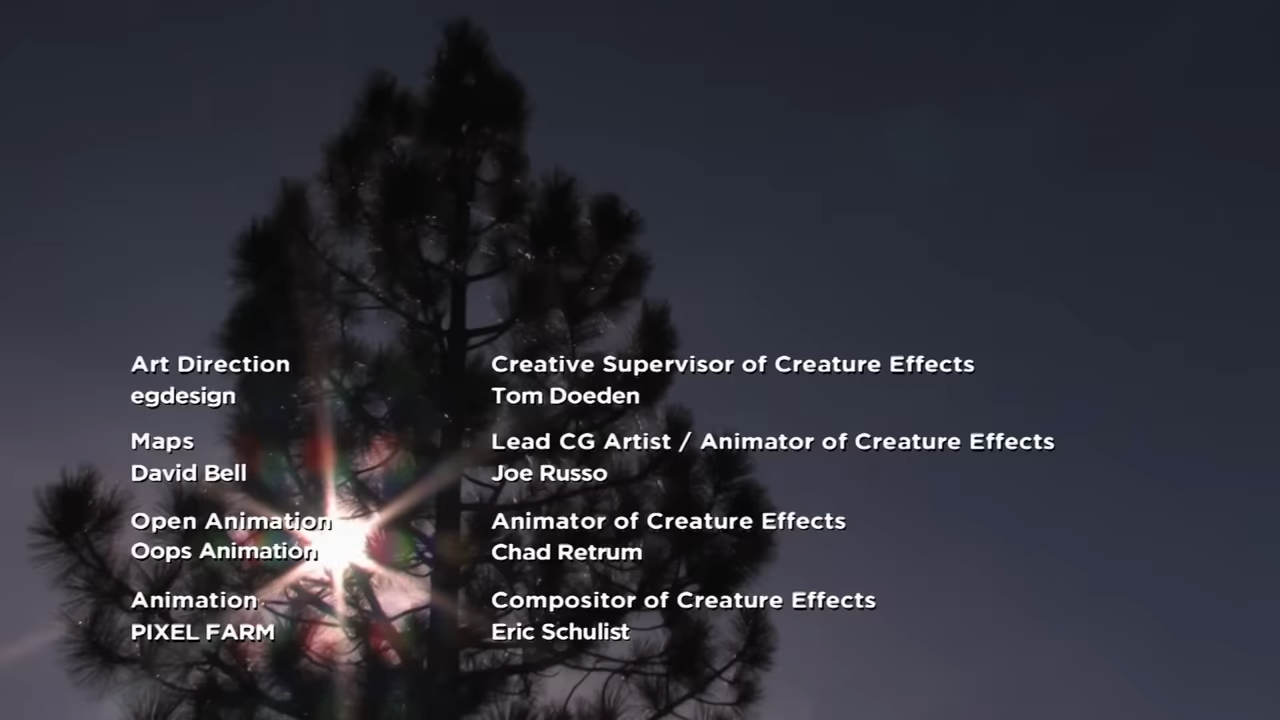 Art Direction
egdesign
Maps
David Bell
Open Animation
Oops Animation
Animation
PIXEL FARM
Creative Supervisor of Creature Effects
Tom Doeden
Lead CG Artist / Animator of Creature Effects
Joe Russo
Animator of Creature Effects
Chad Retrum
Compositor of Creature Effects
Eric Schulist